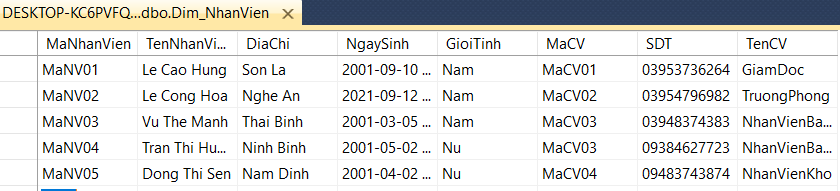 DESKTOP-KC6PVFQ...dbo.Dim_NhanVien
MaNhanVien TenNhanVi... DiaChi NgaySinh GioiTinh MaCV SDT TenCV
MaNV01 Le Cao Hung Son La 2001-09-10 ... Nam MaCV01 03953736264 GiamDoc
MaNV02 Le Cong Hoa Nghe An 2021-09-12 ... Nam MaCV02 03954796982 TruongPhong
MaNV03 Vu The Manh Thai Binh 2001-03-05 ... Nam MaCV03 03948374383 NhanVienBa...
MaNV04 Tran Thi Hu... Ninh Binh 2001-05-02 ... Nu MaCV03 09384627723 NhanVienBa...
MaNV05 Dong Thi Sen Nam Dinh 2001-04-02 ... Nu MaCV04 09483743874 NhanVienKho